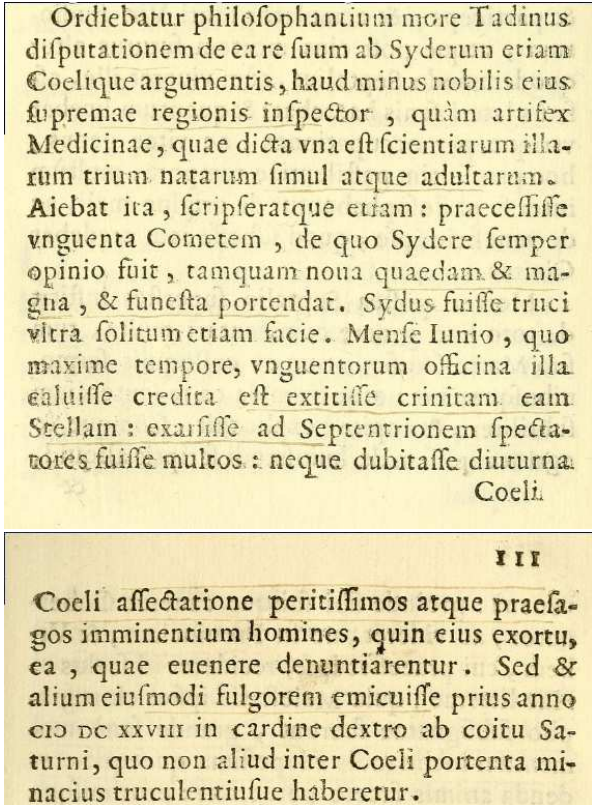 Ordiebatur philoſophantium more Tadinus
diſputationem de ea re ſuum ab Syderum etiam
Coelique argumentis, haud minus nobilis eius
ſupremae regionis inſpector , quàm artifex
Medicinae, quae dicta vna eſt ſcientiarum illa-
rum trium natarum ſimul atque adultarum.
Aiebat ita , ſcripſeratque etiam : praeceſſiſſe
vnguenta Cometem , de quo Sydere ſemper
opinio fuit , tamquam noua quaedam & ma-
gna , & funeſta portendat. Sydus fuiſſe truci
vltra ſolitum etiam facie. Menſe Iunio , quo
maxime tempore, vnguentorum officina illa
caluiſſe credita eſt extitiſſe crinitam eam
Stellam : exarſiſſe ad Septentrionem ſpecta-
tores fuiſſe multos : neque dubitaſſe diuturna
Coeli
III
Coeli aſſectatione peritiſſimos atque praeſa-
gos imminentium homines, quin eius exortu,
ea , quae euenere denuntiarentur. Sed &
alium eiuſmodi fulgorem emicuiſſe prius anno
CIↃ DC XXVIII in cardine dextro ab coitu Sa-
turni, quo non aliud inter Coeli portenta mi-
nacius truculentiuſue haberetur.